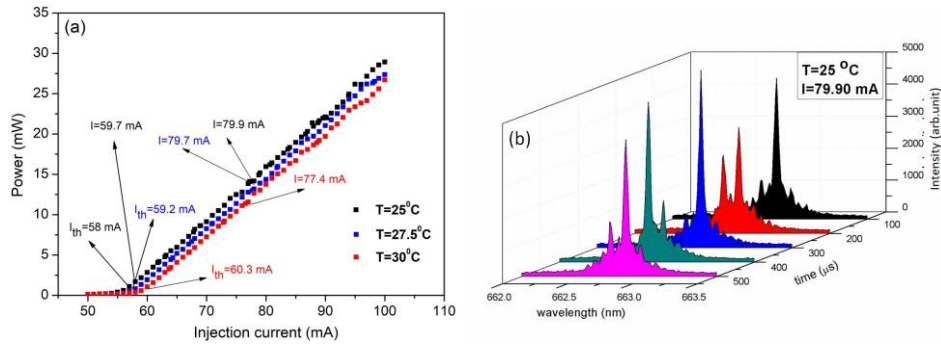 (a)
35
30
25
20
15
10
5
0
Power (mW)
I=59.7 mA
I=79.7 mA
I=79.9 mA
I=77.4 mA
Ith=58 mA
Ith=59.2 mA
Ith=60.3 mA
T=25⁰C
T=27.5⁰C
T=30⁰C
40 50 60 70 80 90 100 110
Injection current (mA)
(b)
T=25 ⁰C
I=79.90 mA
5000
4000
3000
2000
1000
0
Intensity (arb.unit)
100
200
300
400
500
time (µs)
662.0 662.5 663.0 663.5
wavelength (nm)